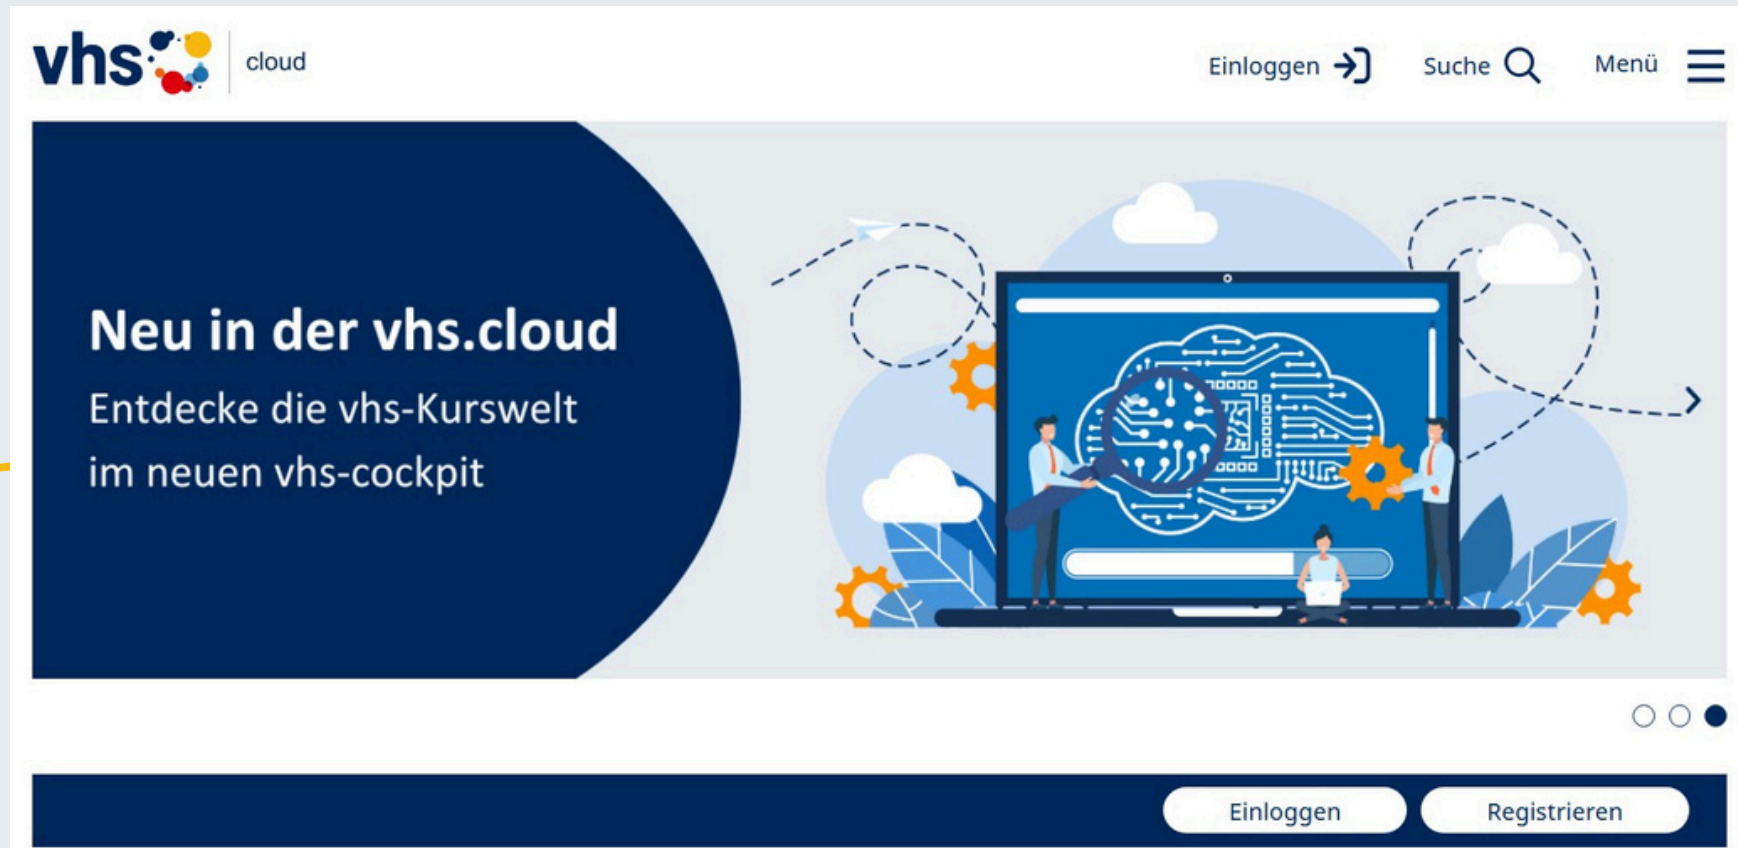 vhs cloud
Einloggen Suche Menü
Neu in der vhs.cloud
Entdecke die vhs-Kurswelt
im neuen vhs-cockpit
Einloggen Registrieren